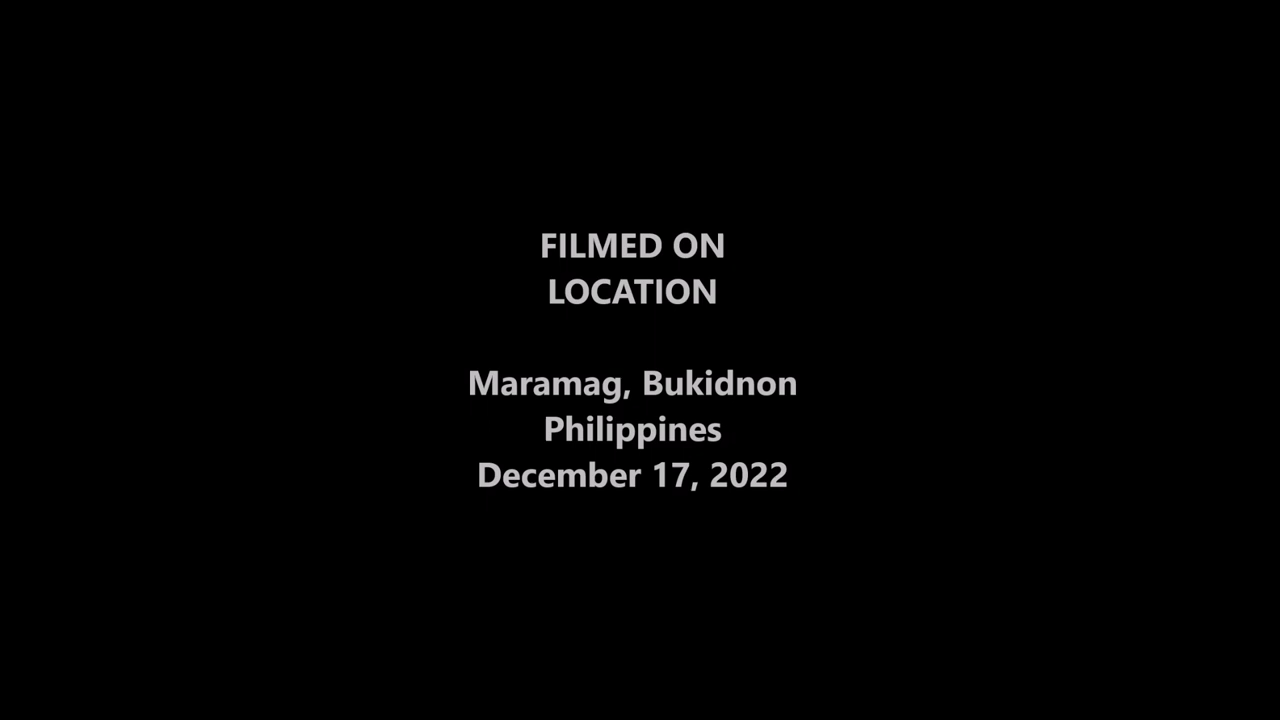 FILMED ON
LOCATION
Maramag, Bukidnon
Philippines
December 17, 2022